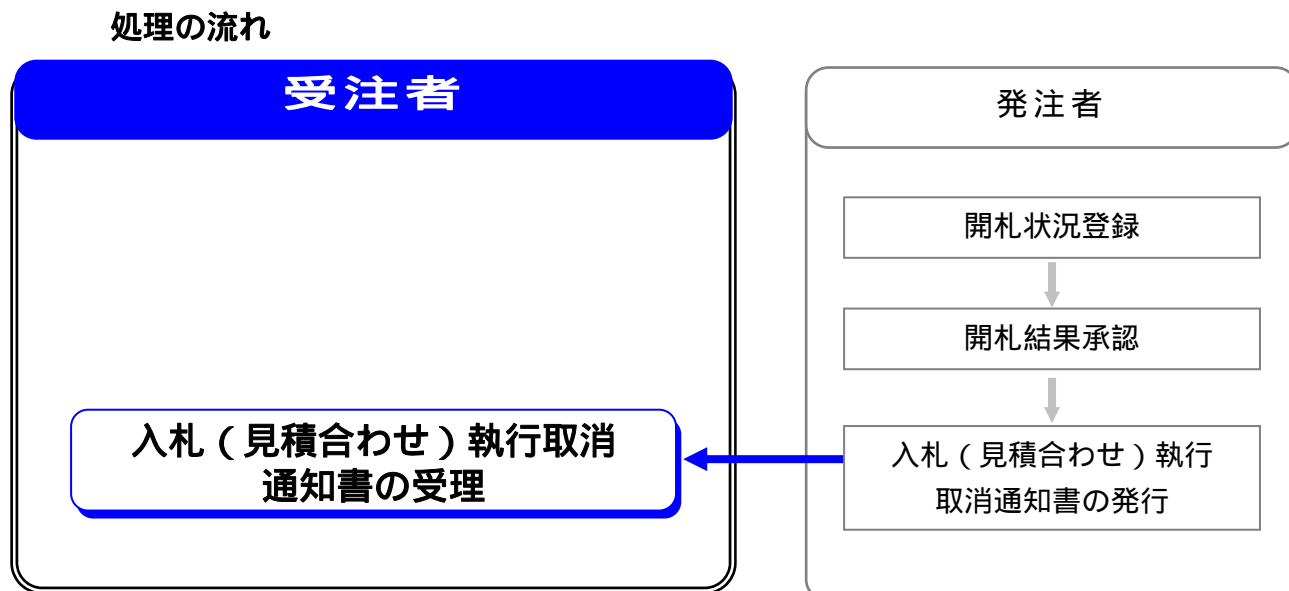 処理の流れ
受注者
発注者
開札状況登録
開札結果承認
入札（見積合わせ）執行
取消通知書の発行
入札（見積合わせ）執行取消
通知書の受理